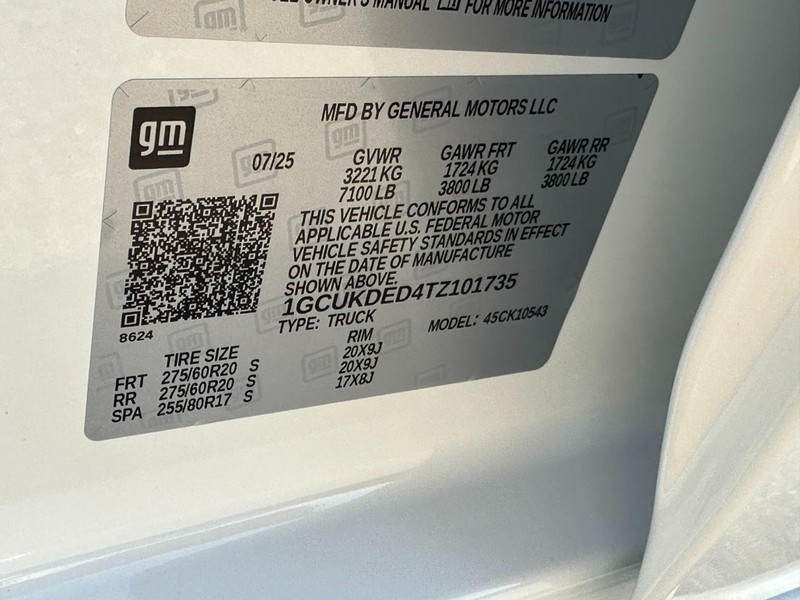 OWNER'S MANUAL FOR MORE INFORMATION
gm
MFD BY GENERAL MOTORS LLC
07/25
GVWR GAWR FRT GAWR RR
3221 KG 1724 KG 1724 KG
7100 LB 3800 LB 3800 LB
THIS VEHICLE CONFORMS TO ALL
APPLICABLE U.S. FEDERAL MOTOR
VEHICLE SAFETY STANDARDS IN EFFECT
ON THE DATE OF MANUFACTURE
SHOWN ABOVE.
1GCUKDED4TZ101735
TYPE: TRUCK MODEL: 45CK10543
8624
TIRE SIZE RIM
FRT 275/60R20 S 20X9J
RR 275/60R20 S 20X9J
SPA 255/80R17 S 17X8J